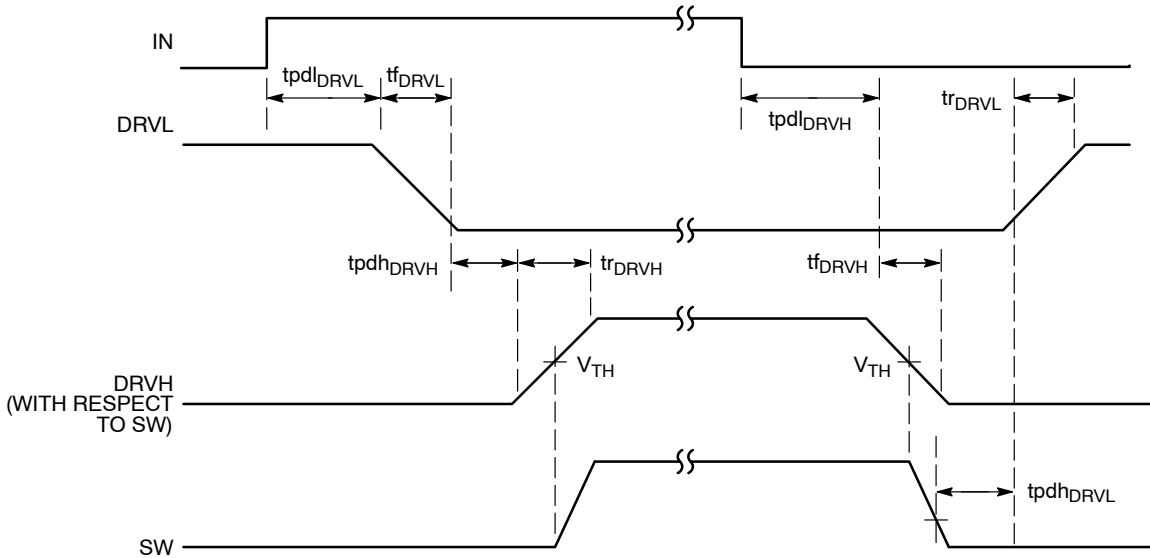 IN
tpdlDRVL
tfDRVL
tpdlDRVH
trDRVL
DRVL
tpdhDRVH
trDRVH
tfDRVH
VTH
VTH
DRVH
(WITH RESPECT
TO SW)
tpdhDRVL
SW